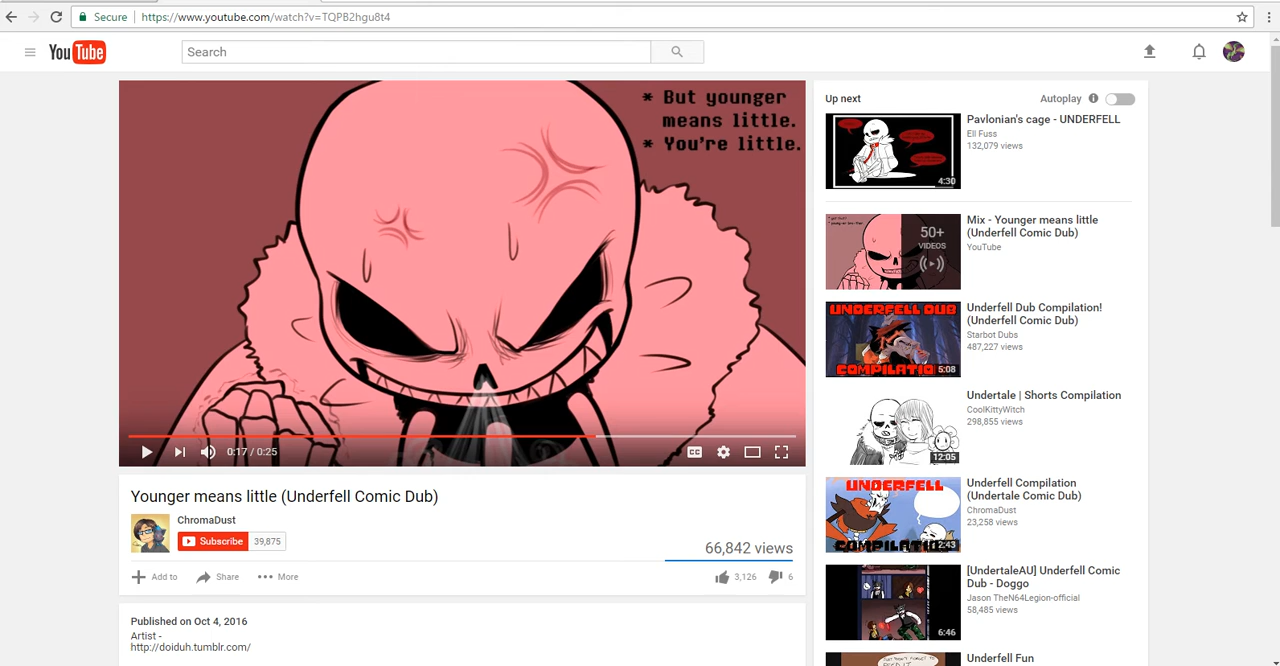 Secure
https://www.youtube.com/watch?v=TQPB2hgu8t4
YouTube
Search
* But younger
means little.
* You're little.
0:17 / 0:25
CC
Younger means little (Underfell Comic Dub)
ChromaDust
Subscribe 39,875
66,842 views
Add to Share More
3,126 6
Published on Oct 4, 2016
Artist -
http://doiduh.tumblr.com/
Up next
Autoplay
Pavlonian's cage - UNDERFELL
Ell Fuss
132,079 views
4:30
Mix - Younger means little
(Underfell Comic Dub)
YouTube
50+
VIDEOS
UNDERFELL DUB
COMPILATIO
5:08
Underfell Dub Compilation!
(Underfell Comic Dub)
Starbot Dubs
487,227 views
Undertale | Shorts Compilation
CoolKittyWitch
298,855 views
12:05
UNDERFELL
COMPILATIO
2:43
Underfell Compilation
(Undertale Comic Dub)
ChromaDust
23,258 views
[UndertaleAU] Underfell Comic
Dub - Doggo
Jason TheN64Legion-official
58,485 views
6:46
Underfell Fun